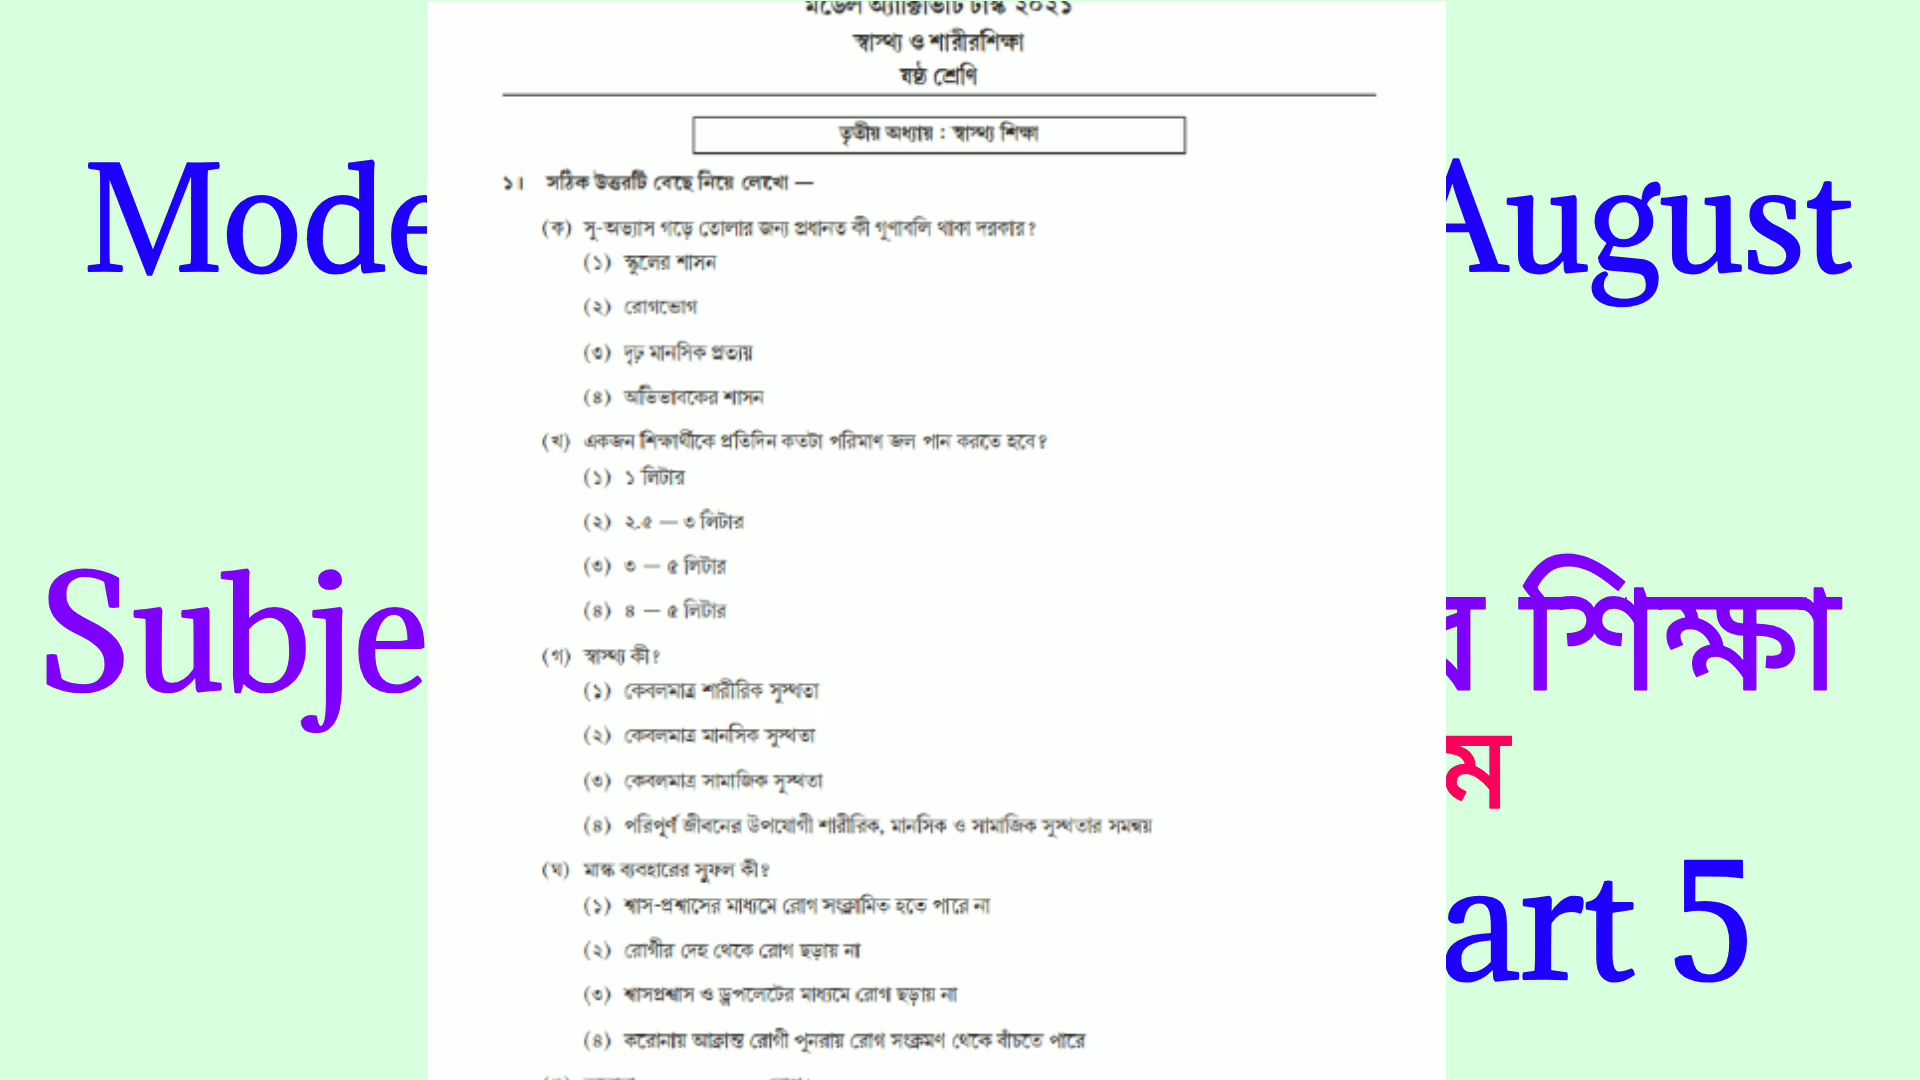 মডেল অ্যাক্টিভিটি টাস্ক ২০২১
স্বাস্থ্য ও শারীরশিক্ষা
ষষ্ঠ শ্রেণি
তৃতীয় অধ্যায় : স্বাস্থ্য শিক্ষা
Mode
August
১। সঠিক উত্তরটি বেছে নিয়ে লেখো —
(ক) সু-অভ্যাস গড়ে তোলার জন্য প্রধানত কী গুণাবলি থাকা দরকার?
(১) স্কুলের শাসন
(২) রোগভোগ
(৩) দৃঢ় মানসিক প্রত্যয়
(৪) অভিভাবকের শাসন
(খ) একজন শিক্ষার্থীকে প্রতিদিন কতটা পরিমাণ জল পান করতে হবে?
(১) ১ লিটার
(২) ২.৫ — ৩ লিটার
(৩) ৩ — ৫ লিটার
(৪) ৪ — ৫ লিটার
Subje
শিক্ষা
(গ) স্বাস্থ্য কী?
(১) কেবলমাত্র শারীরিক সুস্থতা
(২) কেবলমাত্র মানসিক সুস্থতা
(৩) কেবলমাত্র সামাজিক সুস্থতা
(৪) পরিপূর্ণ জীবনের উপযোগী শারীরিক, মানসিক ও সামাজিক সুস্থতার সমন্বয়
ম
(ঘ) মাস্ক ব্যবহারের সুফল কী?
(১) শ্বাস-প্রশ্বাসের মাধ্যমে রোগ সংক্রামিত হতে পারে না
(২) রোগীর দেহ থেকে রোগ ছড়ায় না
(৩) শ্বাসপ্রশ্বাস ও ড্রপলেটের মাধ্যমে রোগ ছড়ায় না
(৪) করোনায় আক্রান্ত রোগী পুনরায় রোগ সংক্রমণ থেকে বাঁচতে পারে
art 5